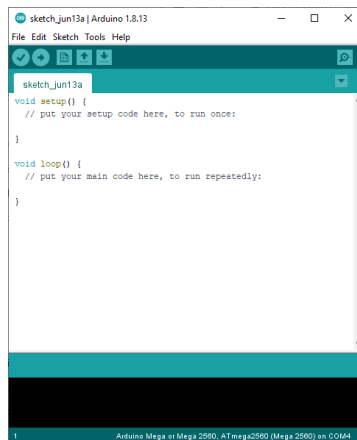 sketch_jun13a | Arduino 1.8.13
File Edit Sketch Tools Help
sketch_jun13a
void setup() {
  // put your setup code here, to run once:
}
void loop() {
  // put your main code here, to run repeatedly:
}
1 Arduino Mega or Mega 2560, ATmega2560 (Mega 2560) on COM4